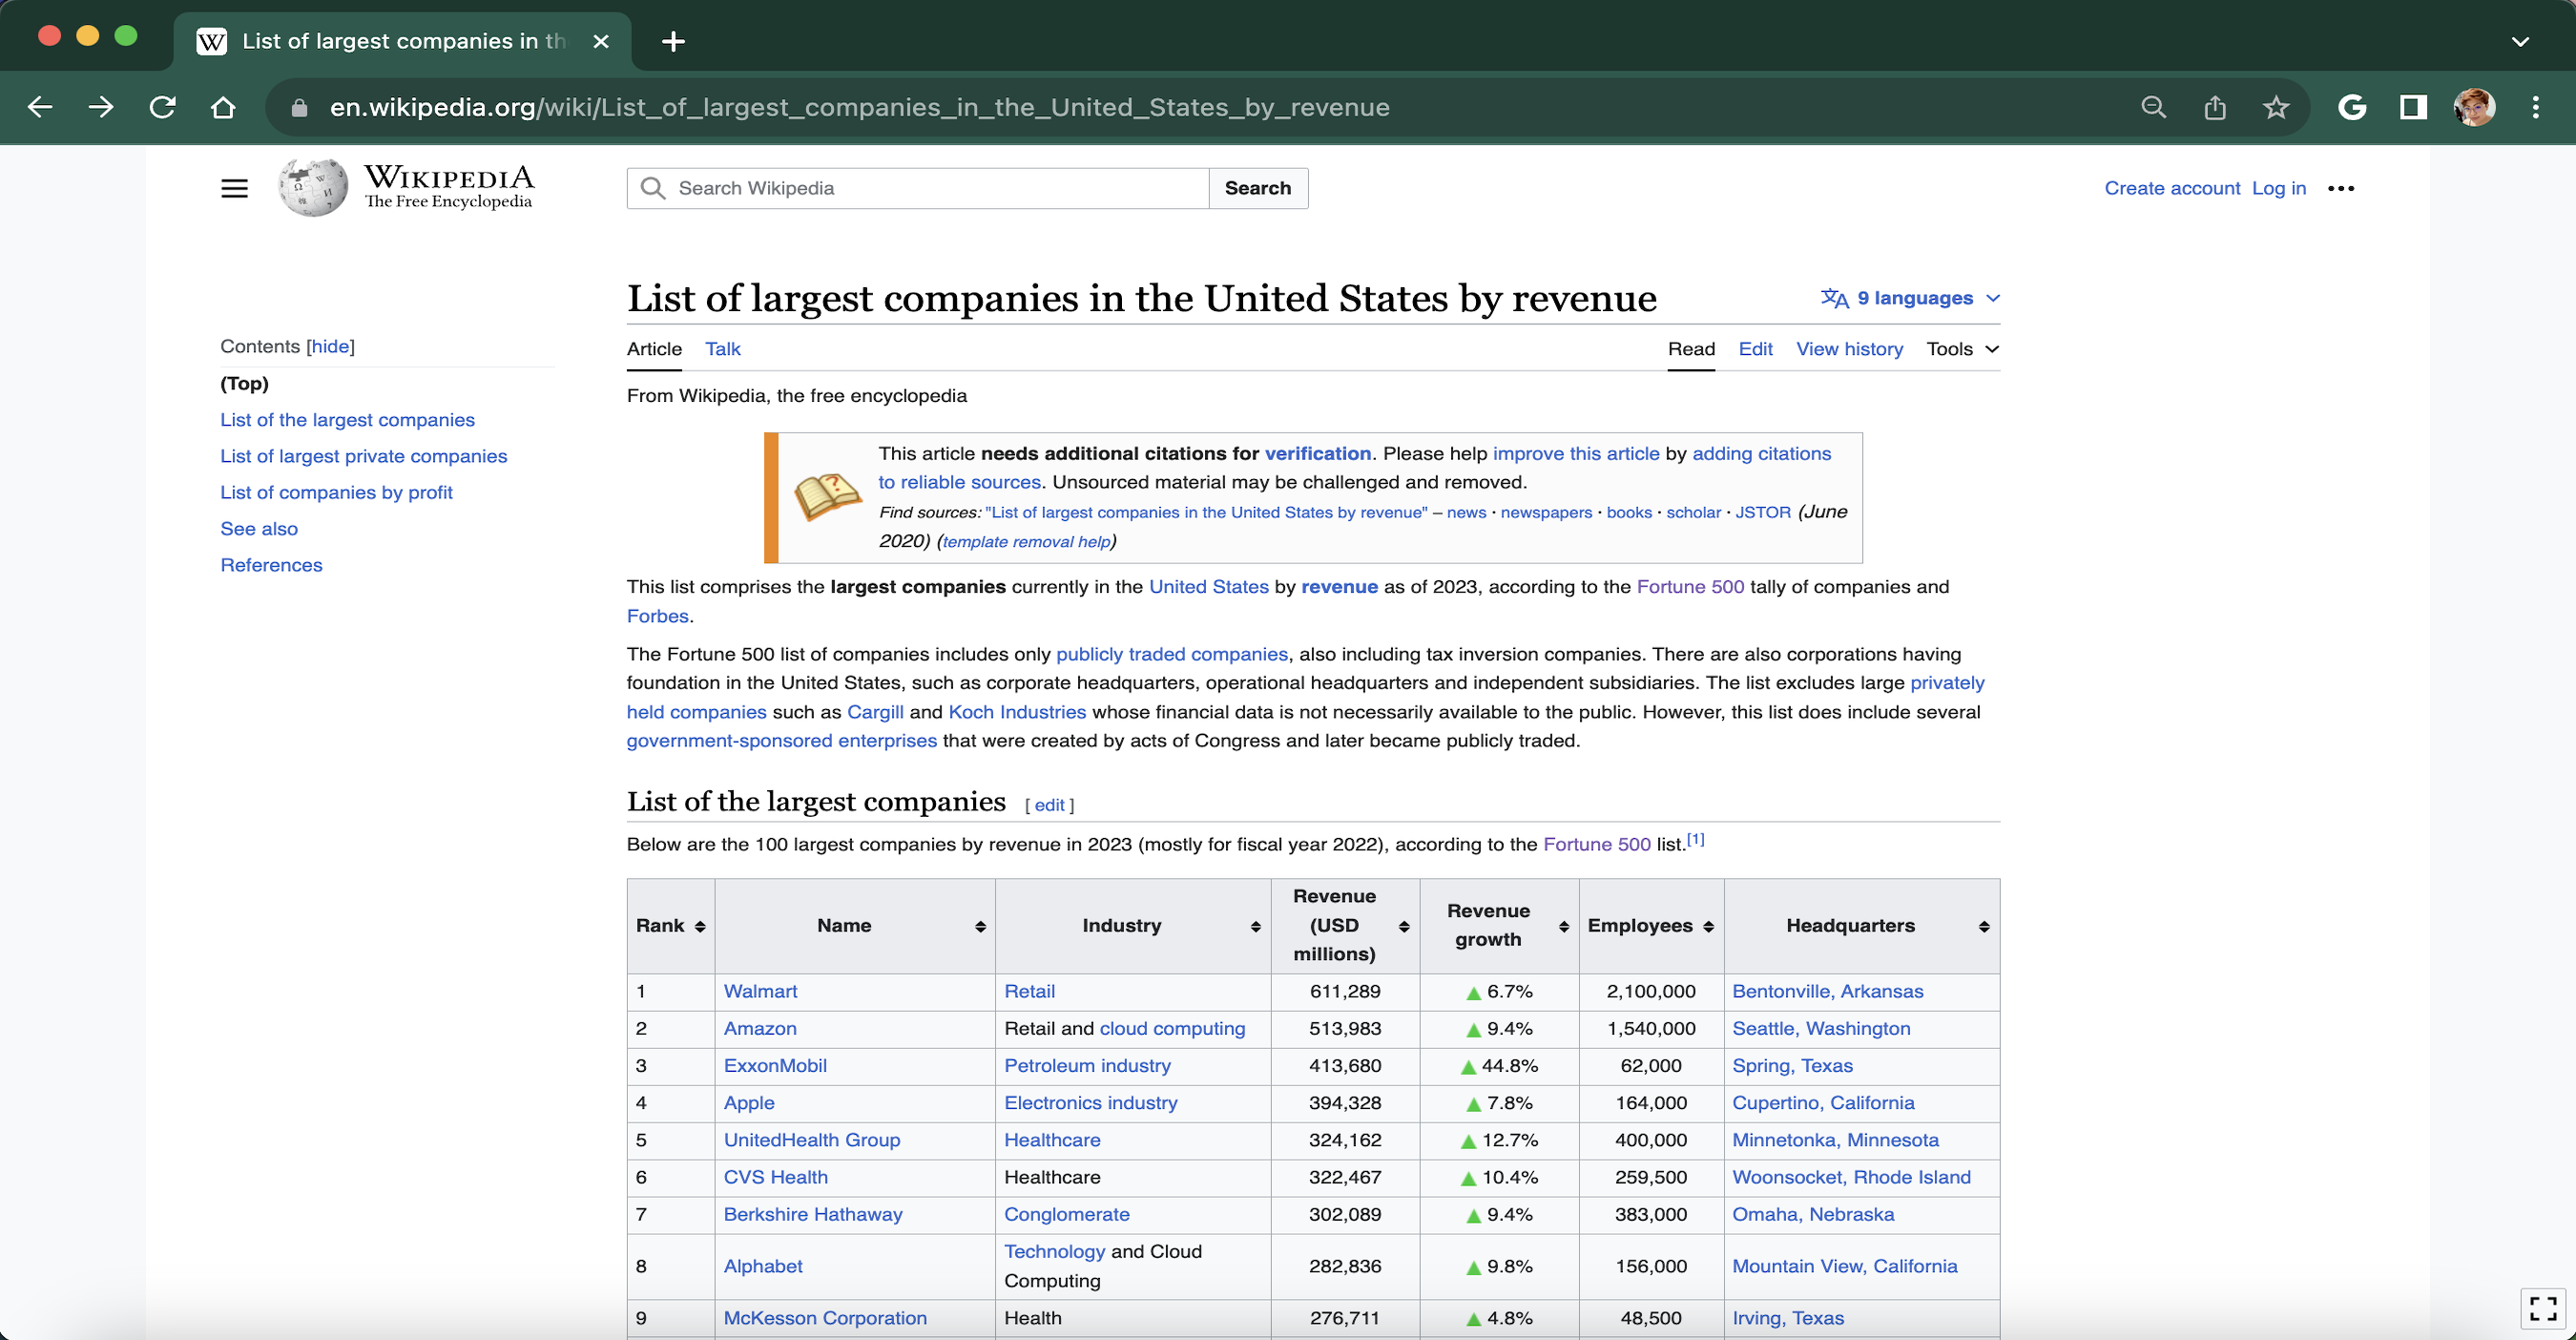 List of largest companies in th
en.wikipedia.org/wiki/List_of_largest_companies_in_the_United_States_by_revenue
WIKIPEDIA
The Free Encyclopedia
Search Wikipedia
Search
Create account Log in
List of largest companies in the United States by revenue
9 languages
Contents [hide]
(Top)
List of the largest companies
List of largest private companies
List of companies by profit
See also
References
Article Talk
Read Edit View history Tools
From Wikipedia, the free encyclopedia
This article needs additional citations for verification. Please help improve this article by adding citations
to reliable sources. Unsourced material may be challenged and removed.
Find sources: "List of largest companies in the United States by revenue" – news · newspapers · books · scholar · JSTOR (June
2020) (template removal help)
This list comprises the largest companies currently in the United States by revenue as of 2023, according to the Fortune 500 tally of companies and
Forbes.
The Fortune 500 list of companies includes only publicly traded companies, also including tax inversion companies. There are also corporations having
foundation in the United States, such as corporate headquarters, operational headquarters and independent subsidiaries. The list excludes large privately
held companies such as Cargill and Koch Industries whose financial data is not necessarily available to the public. However, this list does include several
government-sponsored enterprises that were created by acts of Congress and later became publicly traded.
List of the largest companies [ edit ]
Below are the 100 largest companies by revenue in 2023 (mostly for fiscal year 2022), according to the Fortune 500 list.[1]
Rank Name Industry Revenue (USD millions) Revenue growth Employees Headquarters
1 Walmart Retail 611,289 ▲ 6.7% 2,100,000 Bentonville, Arkansas
2 Amazon Retail and cloud computing 513,983 ▲ 9.4% 1,540,000 Seattle, Washington
3 ExxonMobil Petroleum industry 413,680 ▲ 44.8% 62,000 Spring, Texas
4 Apple Electronics industry 394,328 ▲ 7.8% 164,000 Cupertino, California
5 UnitedHealth Group Healthcare 324,162 ▲ 12.7% 400,000 Minnetonka, Minnesota
6 CVS Health Healthcare 322,467 ▲ 10.4% 259,500 Woonsocket, Rhode Island
7 Berkshire Hathaway Conglomerate 302,089 ▲ 9.4% 383,000 Omaha, Nebraska
8 Alphabet Technology and Cloud Computing 282,836 ▲ 9.8% 156,000 Mountain View, California
9 McKesson Corporation Health 276,711 ▲ 4.8% 48,500 Irving, Texas